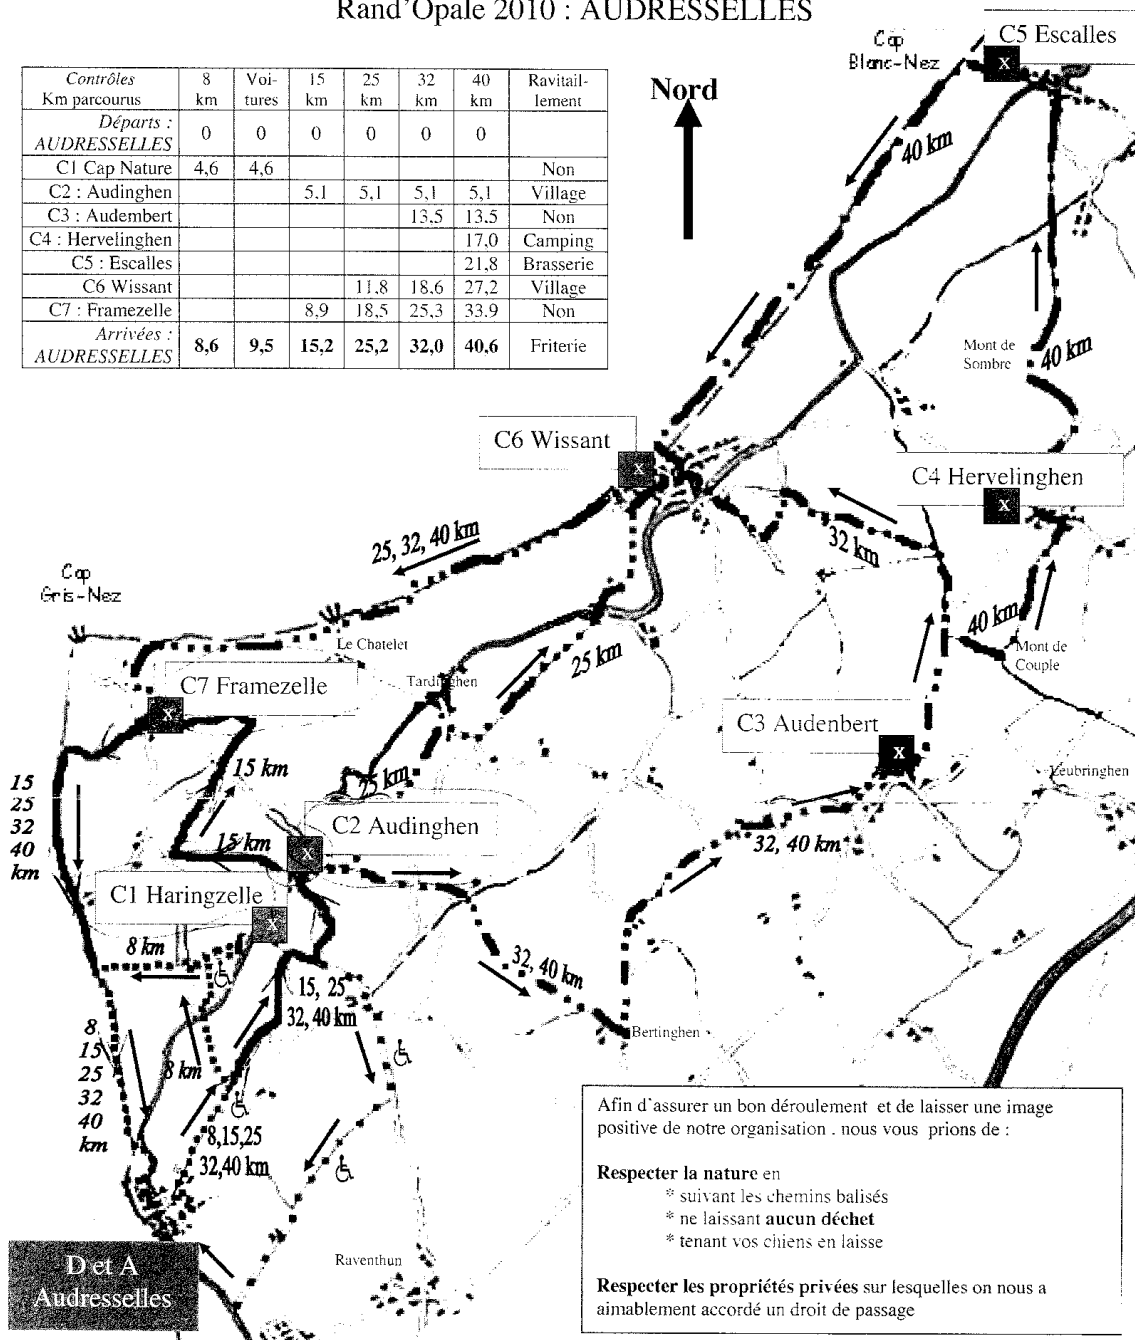 Rand'Opale 2010 : AUDRESSELLES
Contrôles 8 Voi- 15 25 32 40 Ravitail-
Km parcourus km tures km km km km lement
Départs :
AUDRESSELLES 0 0 0 0 0 0
C1 Cap Nature 4,6 4,6 Non
C2 : Audinghen 5,1 5,1 5,1 5,1 Village
C3 : Audembert 13,5 13,5 Non
C4 : Hervelinghen 17,0 Camping
C5 : Escalles 21,8 Brasserie
C6 Wissant 11,8 18,6 27,2 Village
C7 : Framezelle 8,9 18,5 25,3 33,9 Non
Arrivées :
AUDRESSELLES 8,6 9,5 15,2 25,2 32,0 40,6 Friterie
Nord
Cap
Blanc-Nez
C5 Escalles
x
40 km
Mont de
Sombre
40 km
C6 Wissant
x
C4 Hervelinghen
x
32 km
25, 32, 40 km
Cap
Gris-Nez
Le Chatelet
40 km
Mont de
Couple
25 km
Tardinghen
C7 Framezelle
x
C3 Audenbert
x
Leubringhen
15 km
25 km
15
25
32
40
km
C2 Audinghen
x
15 km
32, 40 km
C1 Haringzelle
x
8 km
32, 40 km
15, 25
32, 40 km
Bertinghen
8
15
25
32
40
km
8 km
8,15,25
32,40 km
D et A
Audresselles
Raventhun
Afin d'assurer un bon déroulement et de laisser une image
positive de notre organisation . nous vous prions de :
Respecter la nature en
* suivant les chemins balisés
* ne laissant aucun déchet
* tenant vos chiens en laisse
Respecter les propriétés privées sur lesquelles on nous a
aimablement accordé un droit de passage